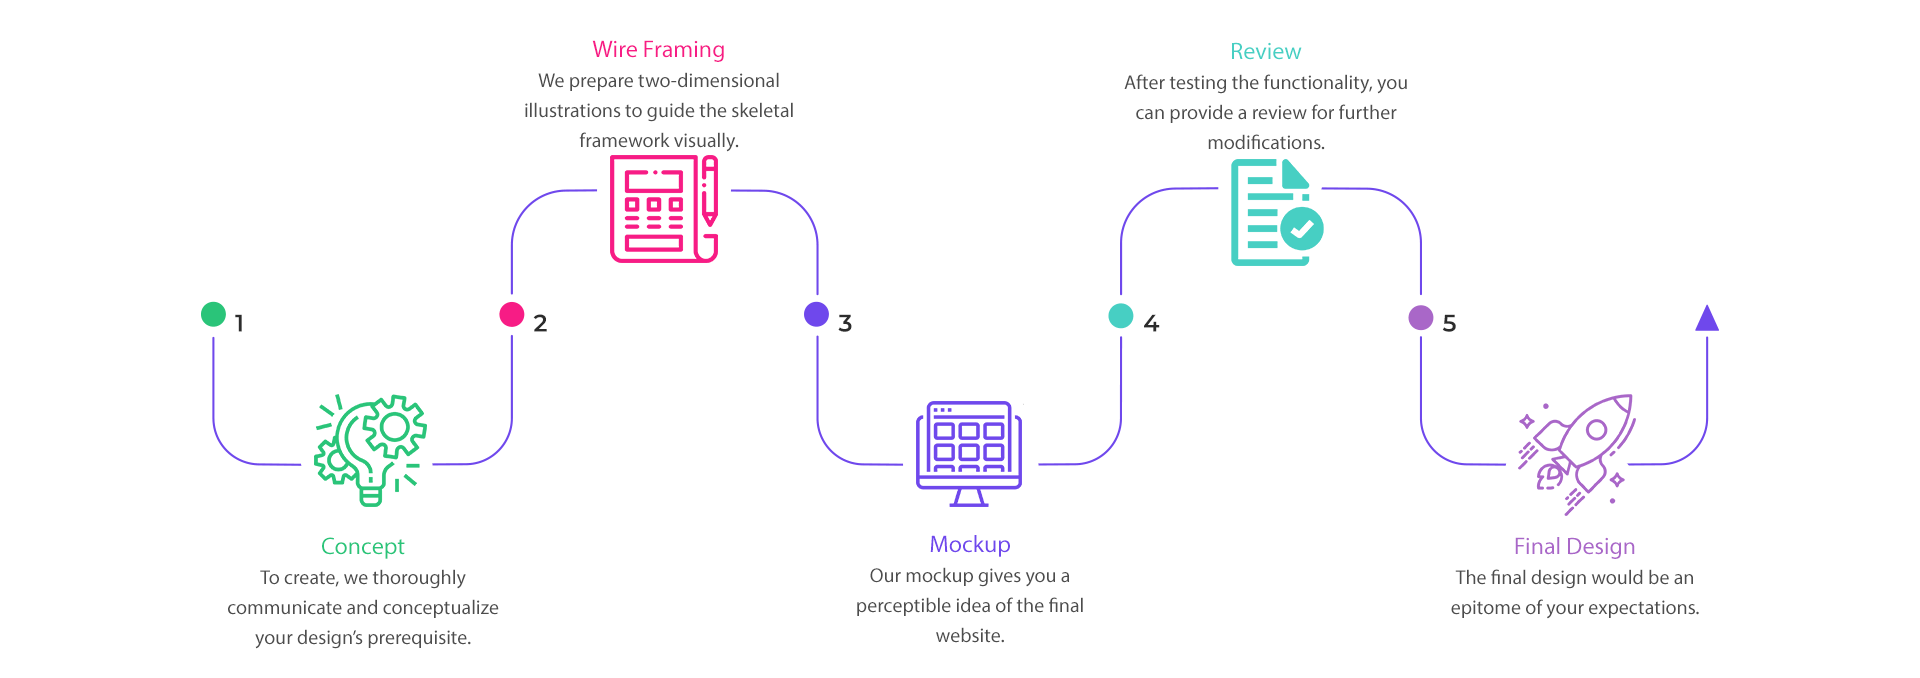 1
Concept
To create, we thoroughly
communicate and conceptualize
your design's prerequisite.
2
Wire Framing
We prepare two-dimensional
illustrations to guide the skeletal
framework visually.
3
Mockup
Our mockup gives you a
perceptible idea of the final
website.
4
Review
After testing the functionality, you
can provide a review for further
modifications.
5
Final Design
The final design would be an
epitome of your expectations.